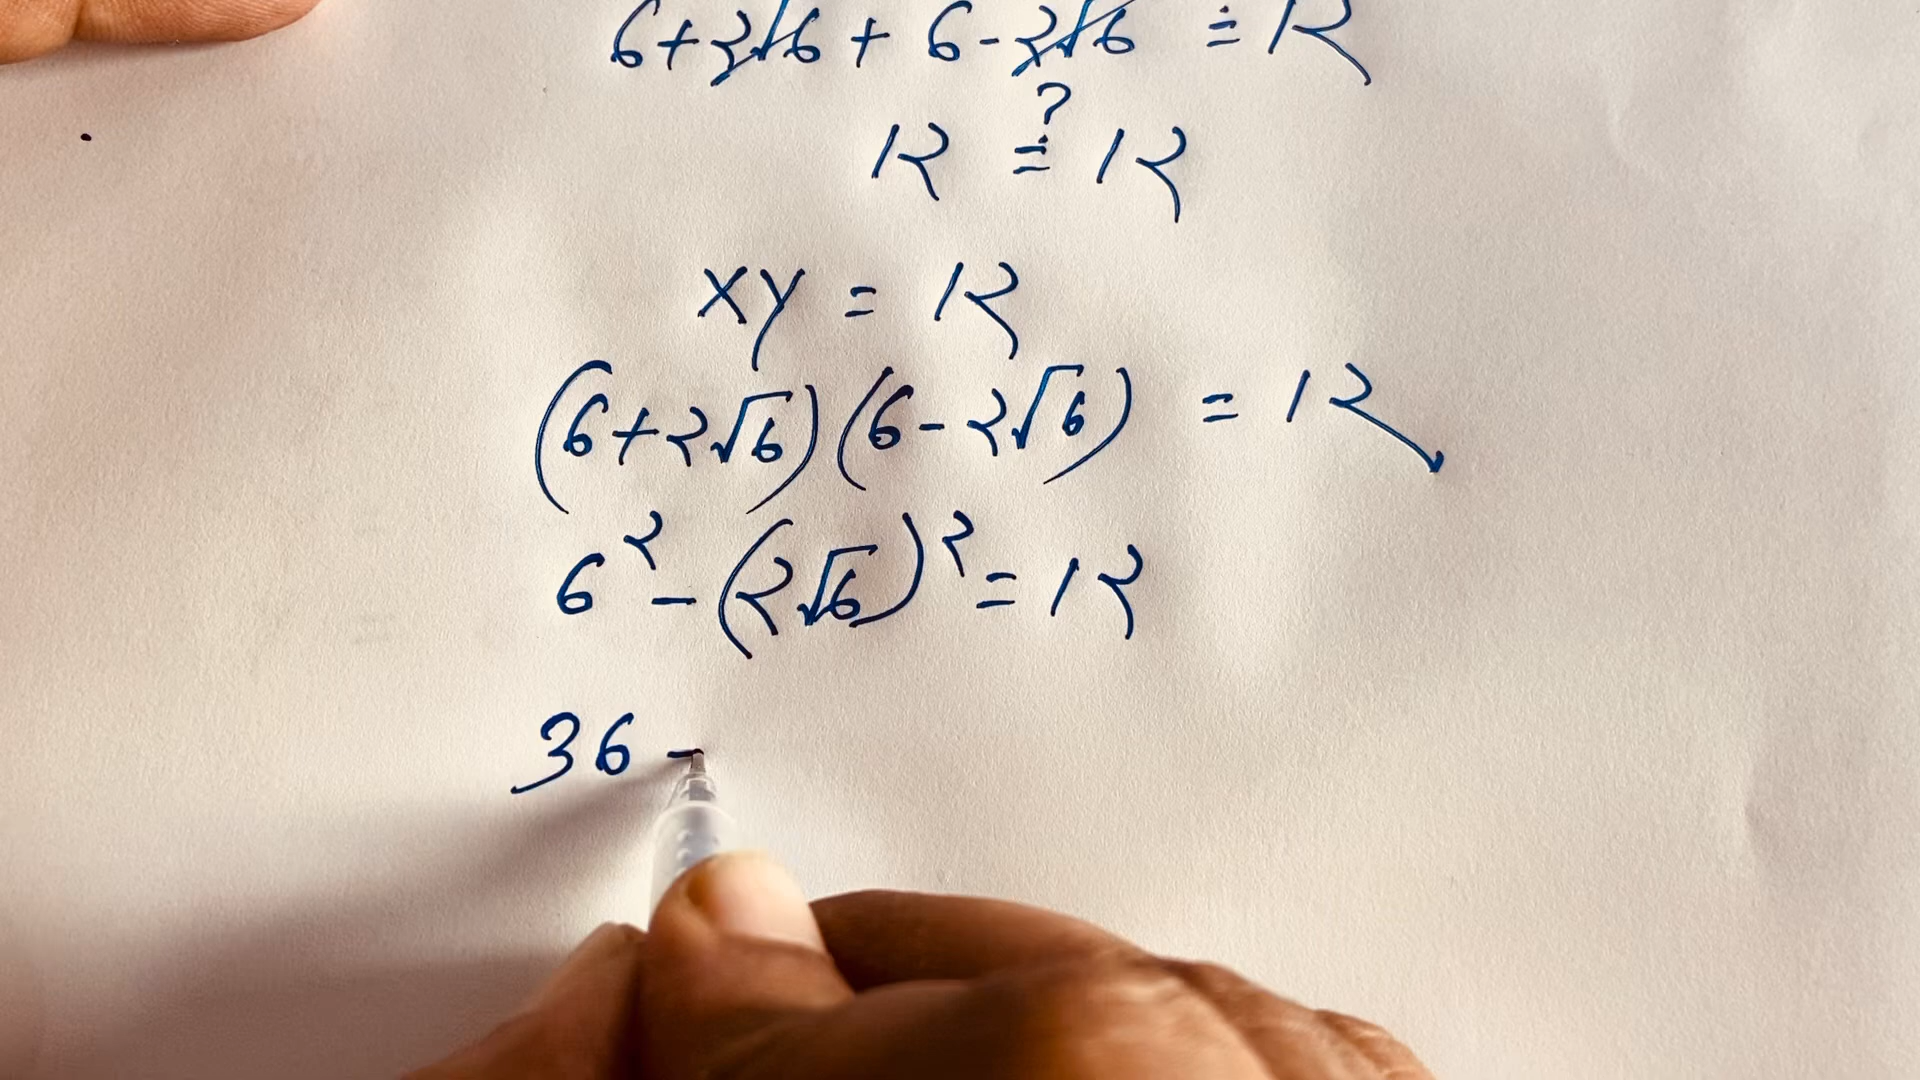 6+2√6 + 6-2√6 ≐ 12
?
12 ≐ 12
xy = 12
(6+2√6)(6-2√6) = 12
6² - (2√6)² = 12
36 -